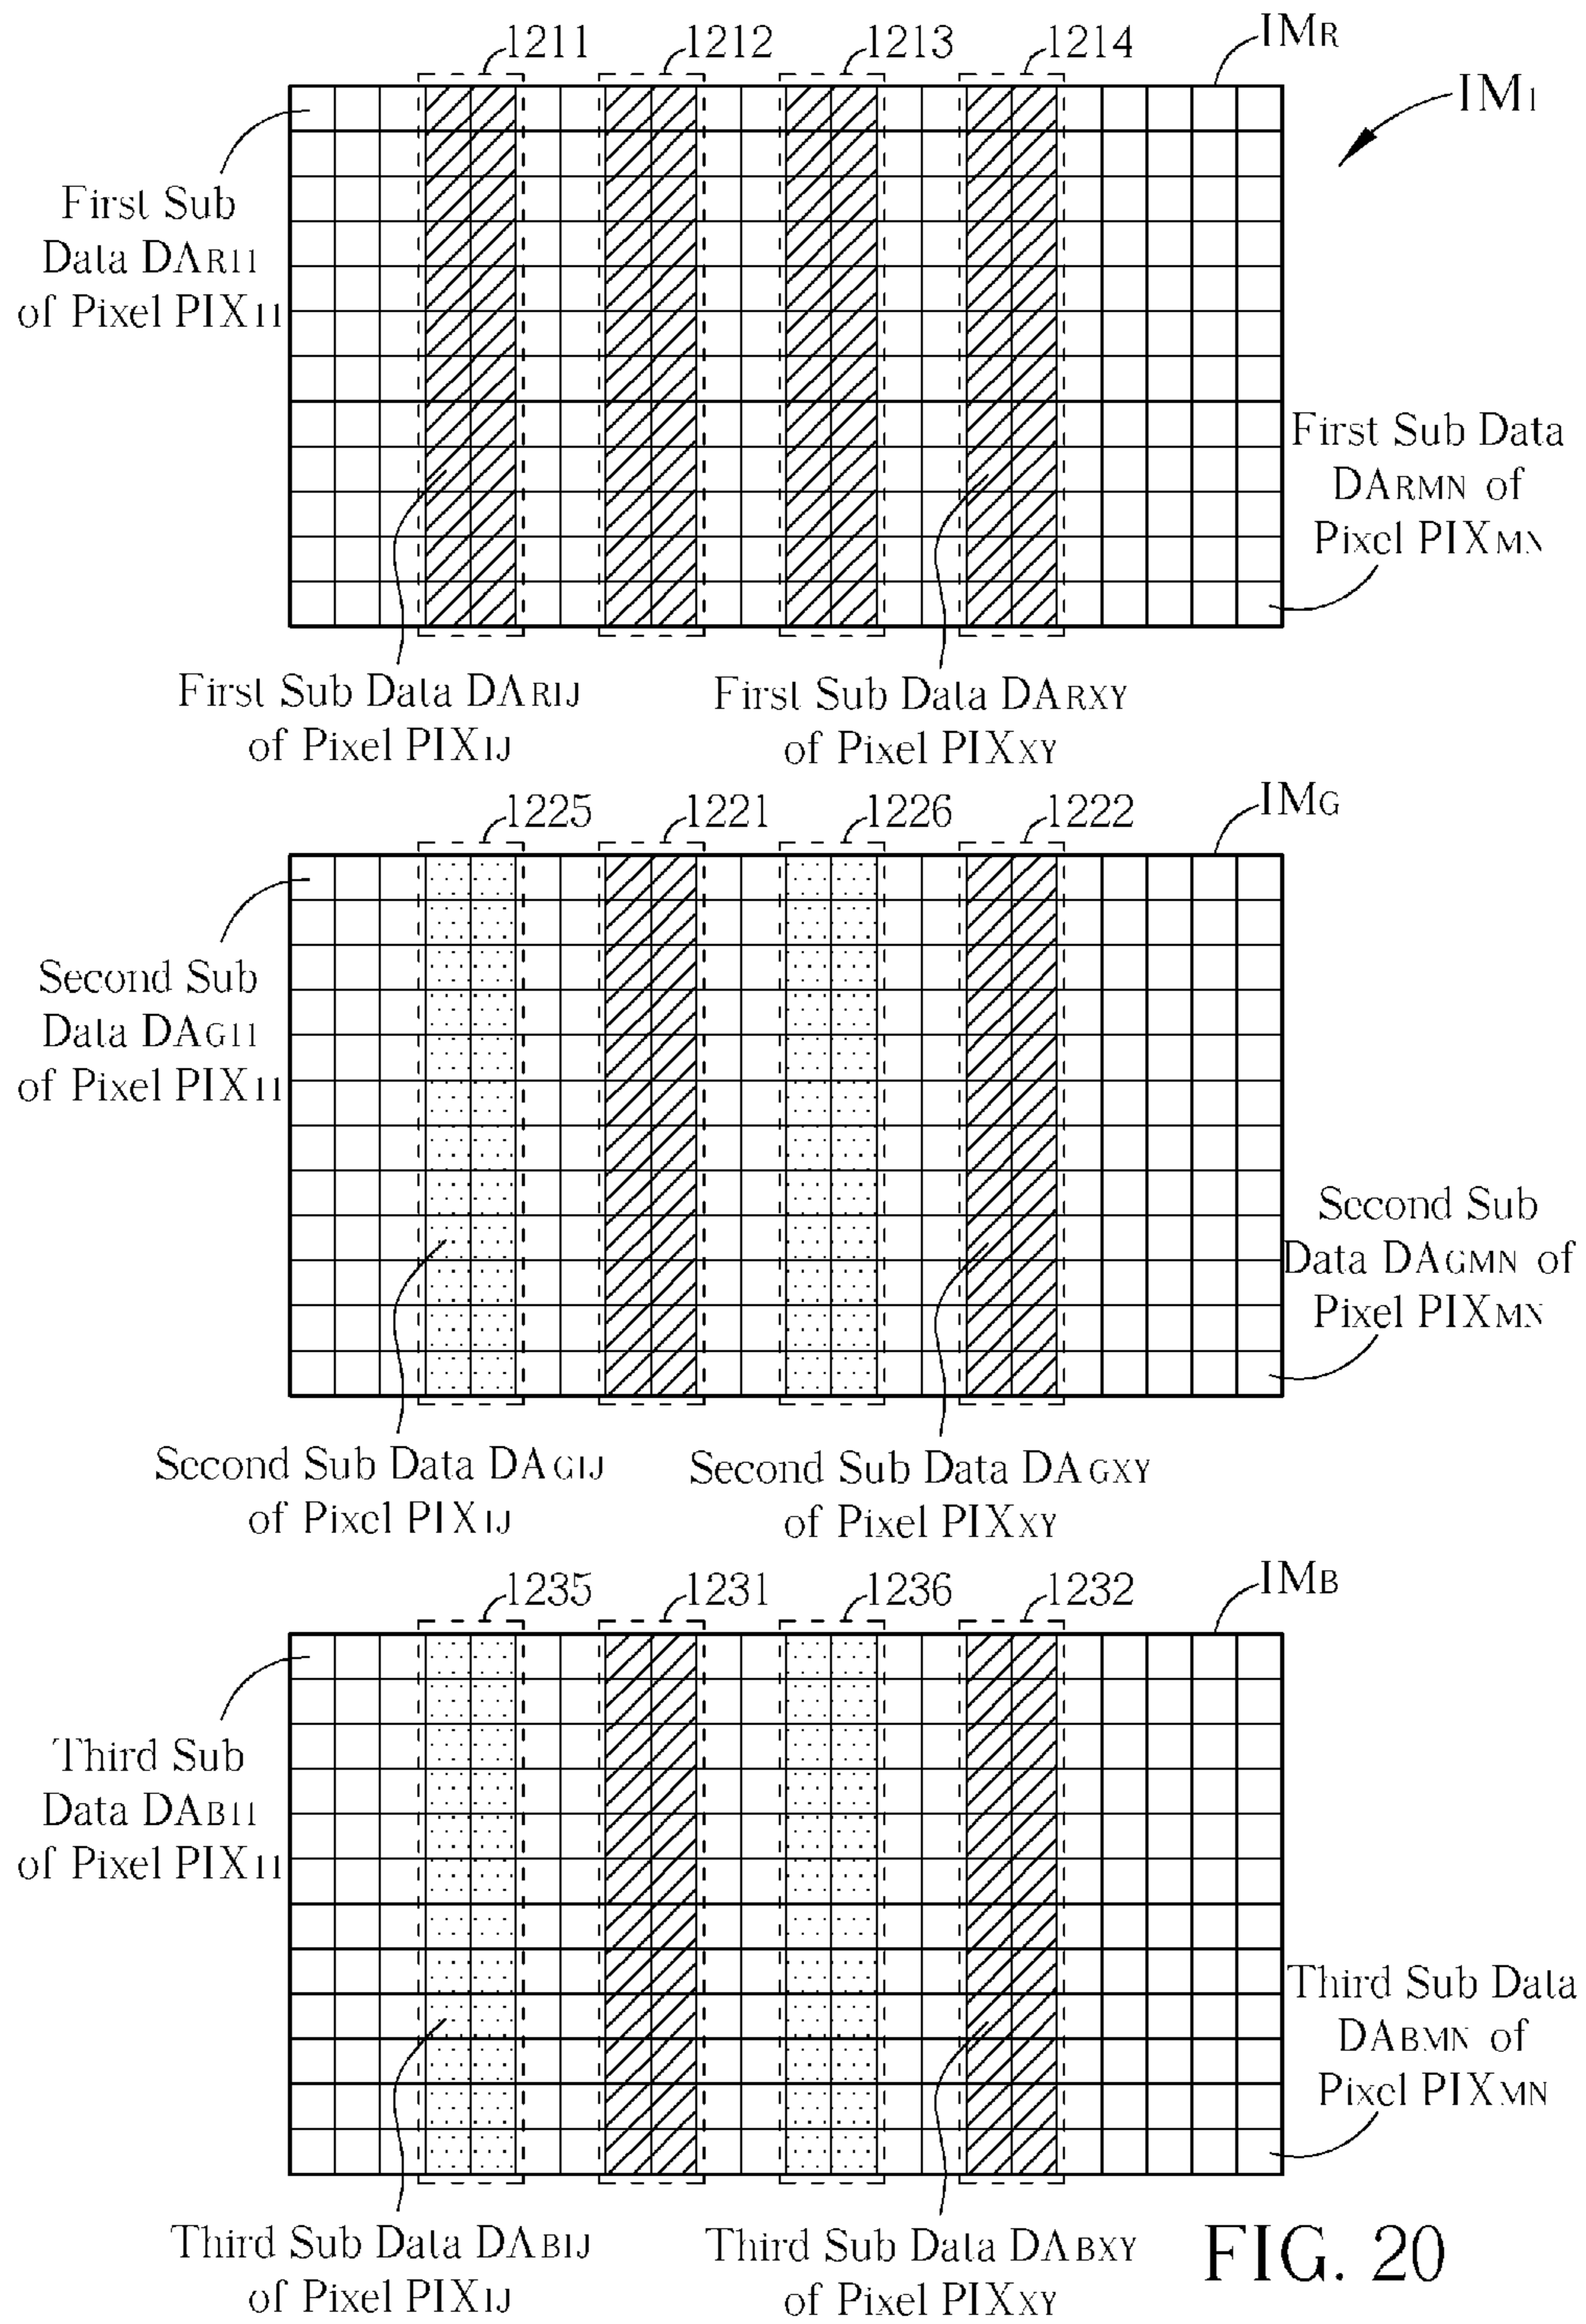 1211 1212 1213 1214 IMR
IM1
First Sub
Data DAR11
of Pixel PIX11
First Sub Data
DARMN of
Pixel PIXMN
First Sub Data DARIJ
of Pixel PIXIJ
First Sub Data DARXY
of Pixel PIXXY
1225 1221 1226 1222 IMG
Second Sub
Data DAG11
of Pixel PIX11
Second Sub
Data DAGMN of
Pixel PIXMN
Second Sub Data DAGIJ
of Pixel PIXIJ
Second Sub Data DAGXY
of Pixel PIXXY
1235 1231 1236 1232 IMB
Third Sub
Data DAB11
of Pixel PIX11
Third Sub Data
DABMN of
Pixel PIXMN
Third Sub Data DABIJ
of Pixel PIXIJ
Third Sub Data DABXY
of Pixel PIXXY
FIG. 20